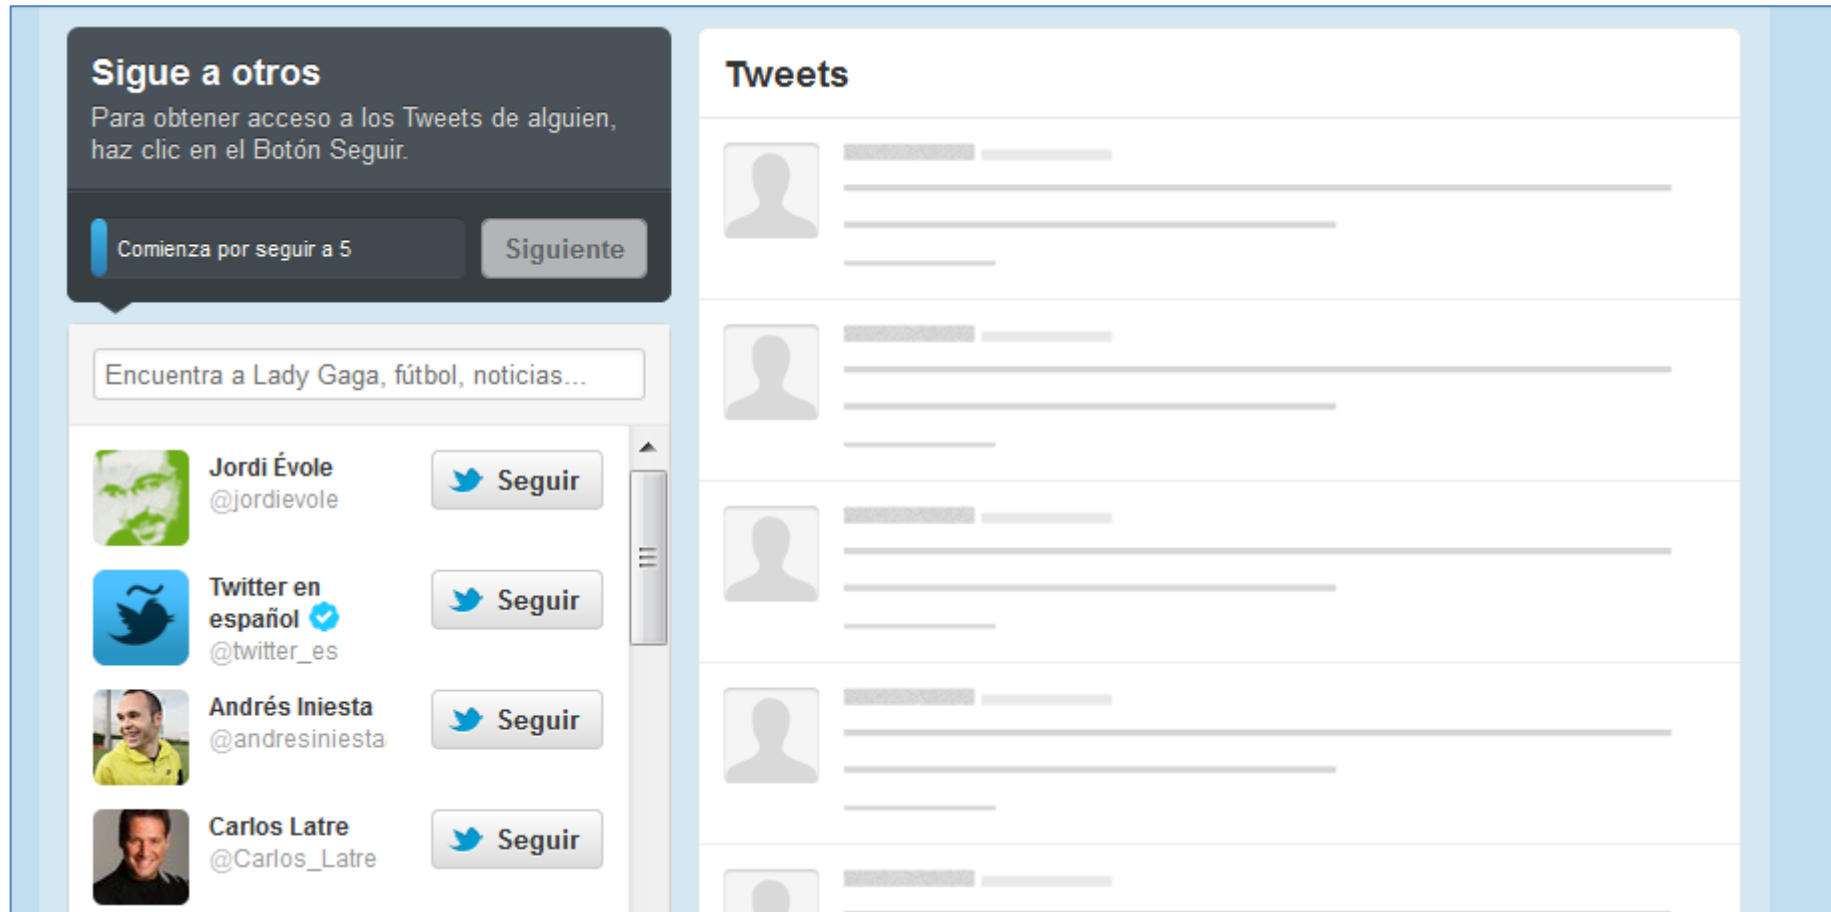 Sigue a otros
Para obtener acceso a los Tweets de alguien,
haz clic en el Botón Seguir.
Comienza por seguir a 5
Siguiente
Encuentra a Lady Gaga, fútbol, noticias...
Jordi Évole
@jordievole
Seguir
Twitter en
español
@twitter_es
Seguir
Andrés Iniesta
@andresiniesta
Seguir
Carlos Latre
@Carlos_Latre
Seguir
Tweets